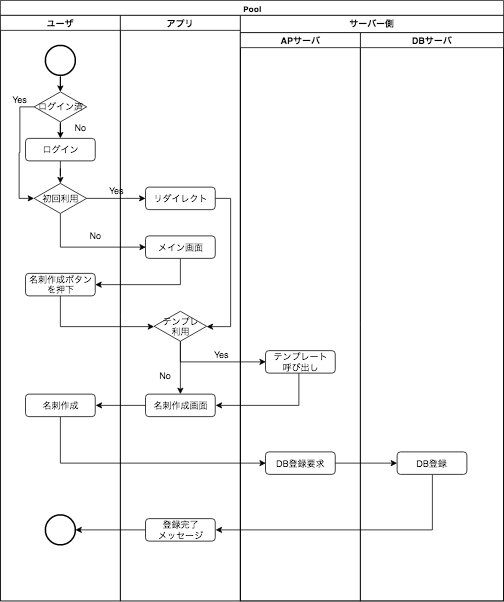 Pool
ユーザ
アプリ
サーバー側
APサーバ
DBサーバ
Yes
ログイン済
No
ログイン
初回利用
Yes
リダイレクト
No
メイン画面
名刺作成ボタン
を押下
テンプレ
利用
Yes
テンプレート
呼び出し
No
名刺作成
名刺作成画面
DB登録要求
DB登録
登録完了
メッセージ